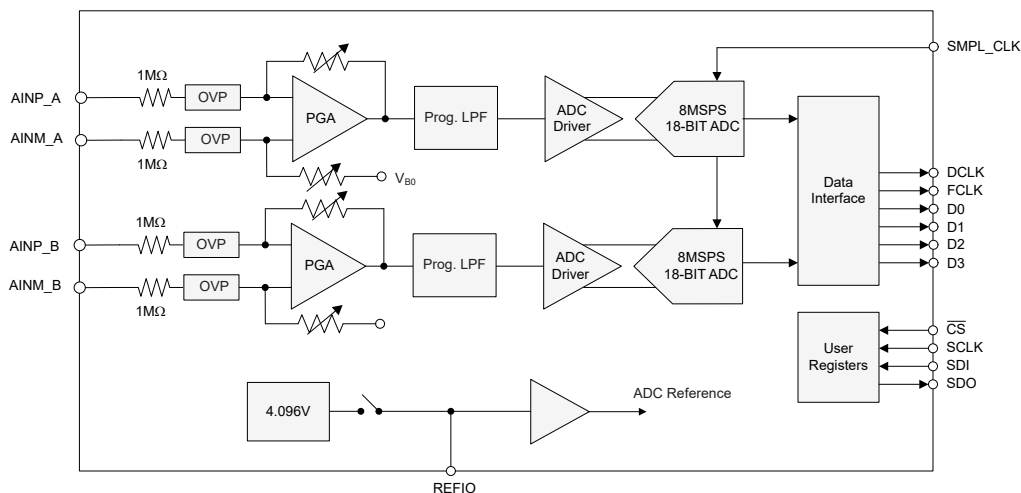 SMPL_CLK
1MΩ
AINP_A
OVP
PGA
Prog. LPF
ADC
Driver
8MSPS
18-BIT ADC
AINM_A
OVP
1MΩ
VB0
Data
Interface
DCLK
FCLK
D0
D1
D2
D3
1MΩ
AINP_B
OVP
PGA
Prog. LPF
ADC
Driver
8MSPS
18-BIT ADC
AINM_B
OVP
1MΩ
User
Registers
CS
SCLK
SDI
SDO
4.096V
ADC Reference
REFIO